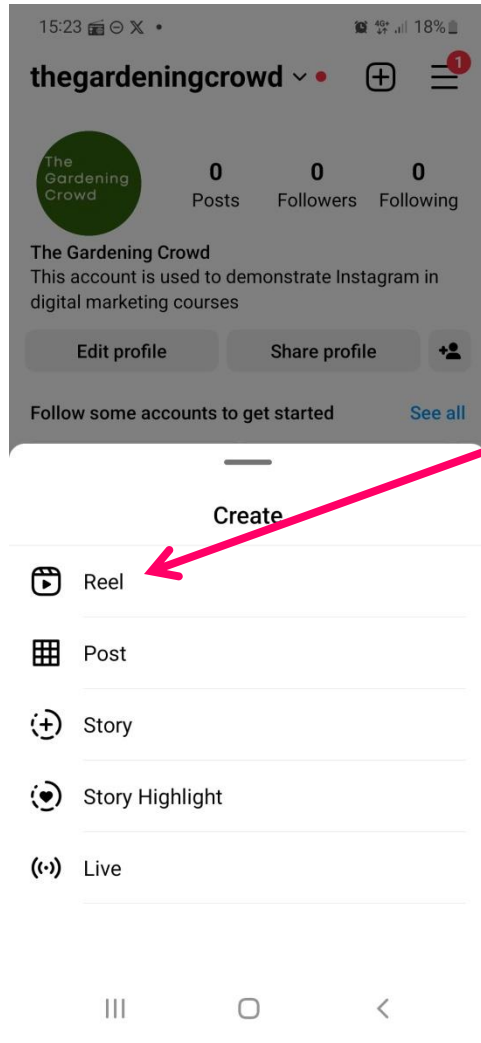 15:23 18%
thegardeningcrowd 1
The
Gardening
Crowd
0 0 0
Posts Followers Following
The Gardening Crowd
This account is used to demonstrate Instagram in
digital marketing courses
Edit profile Share profile
Follow some accounts to get started See all
Create
Reel
Post
Story
Story Highlight
Live